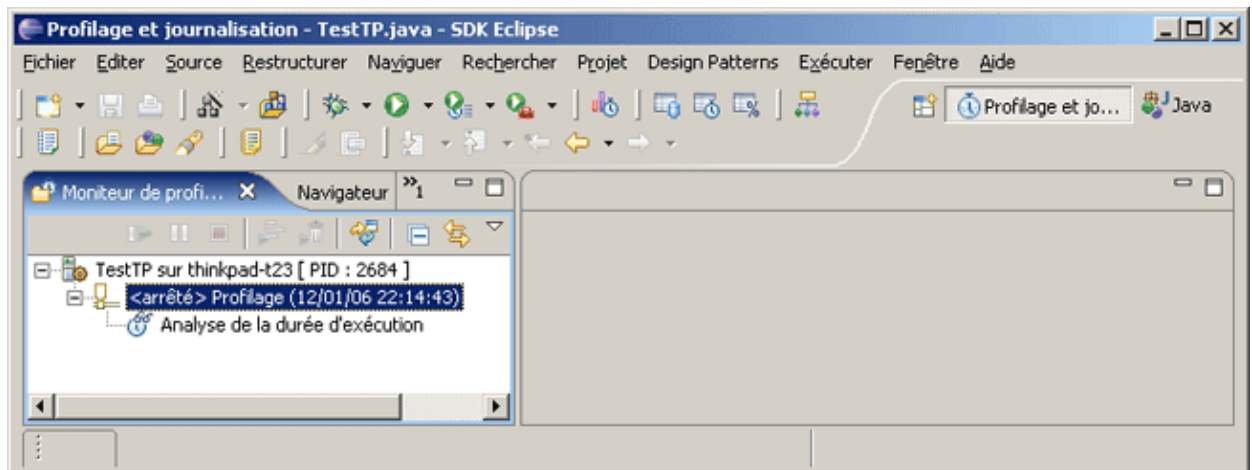 Profilage et journalisation - TestTP.java - SDK Eclipse
Fichier Editer Source Restructurer Naviguer Rechercher Projet Design Patterns Exécuter Fenêtre Aide
Profilage et jo... Java
Moniteur de profi... Navigateur »1
TestTP sur thinkpad-t23 [ PID : 2684 ]
<arrêté> Profilage (12/01/06 22:14:43)
Analyse de la durée d'exécution